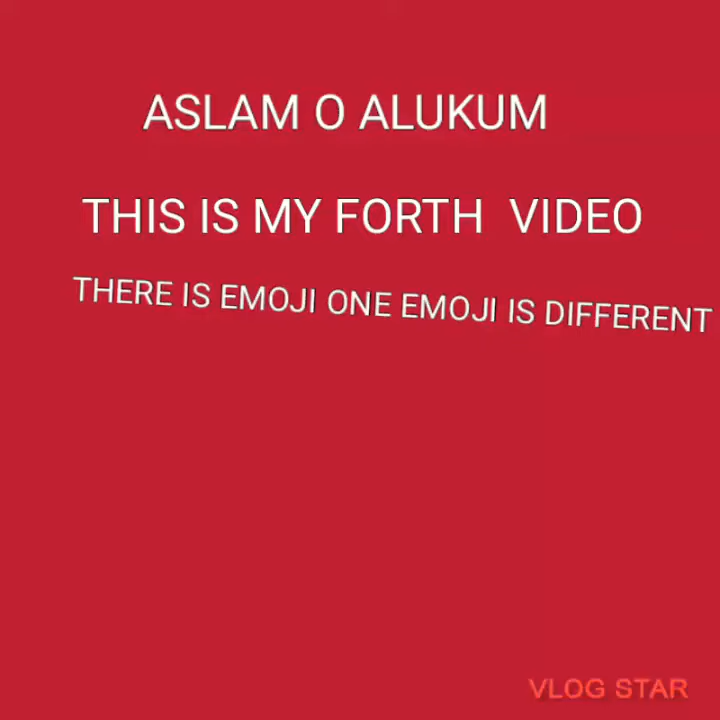 ASLAM O ALUKUM
THIS IS MY FORTH VIDEO
THERE IS EMOJI ONE EMOJI IS DIFFERENT
VLOG STAR